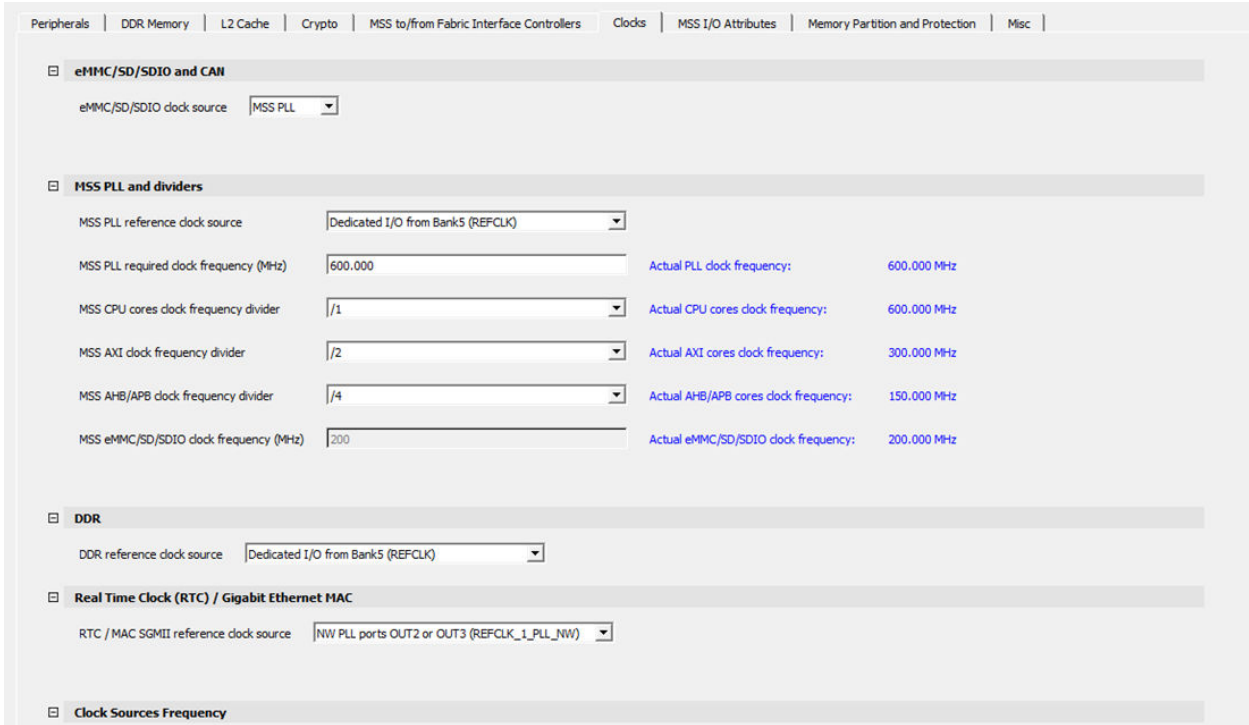 Peripherals DDR Memory L2 Cache Crypto MSS to/from Fabric Interface Controllers Clocks MSS I/O Attributes Memory Partition and Protection Misc
eMMC/SD/SDIO and CAN
eMMC/SD/SDIO clock source MSS PLL
MSS PLL and dividers
MSS PLL reference clock source Dedicated I/O from Bank5 (REFCLK)
MSS PLL required clock frequency (MHz) 600.000 Actual PLL clock frequency: 600.000 MHz
MSS CPU cores clock frequency divider /1 Actual CPU cores clock frequency: 600.000 MHz
MSS AXI clock frequency divider /2 Actual AXI cores clock frequency: 300.000 MHz
MSS AHB/APB clock frequency divider /4 Actual AHB/APB cores clock frequency: 150.000 MHz
MSS eMMC/SD/SDIO clock frequency (MHz) 200 Actual eMMC/SD/SDIO clock frequency: 200.000 MHz
DDR
DDR reference clock source Dedicated I/O from Bank5 (REFCLK)
Real Time Clock (RTC) / Gigabit Ethernet MAC
RTC / MAC SGMII reference clock source NW PLL ports OUT2 or OUT3 (REFCLK_1_PLL_NW)
Clock Sources Frequency